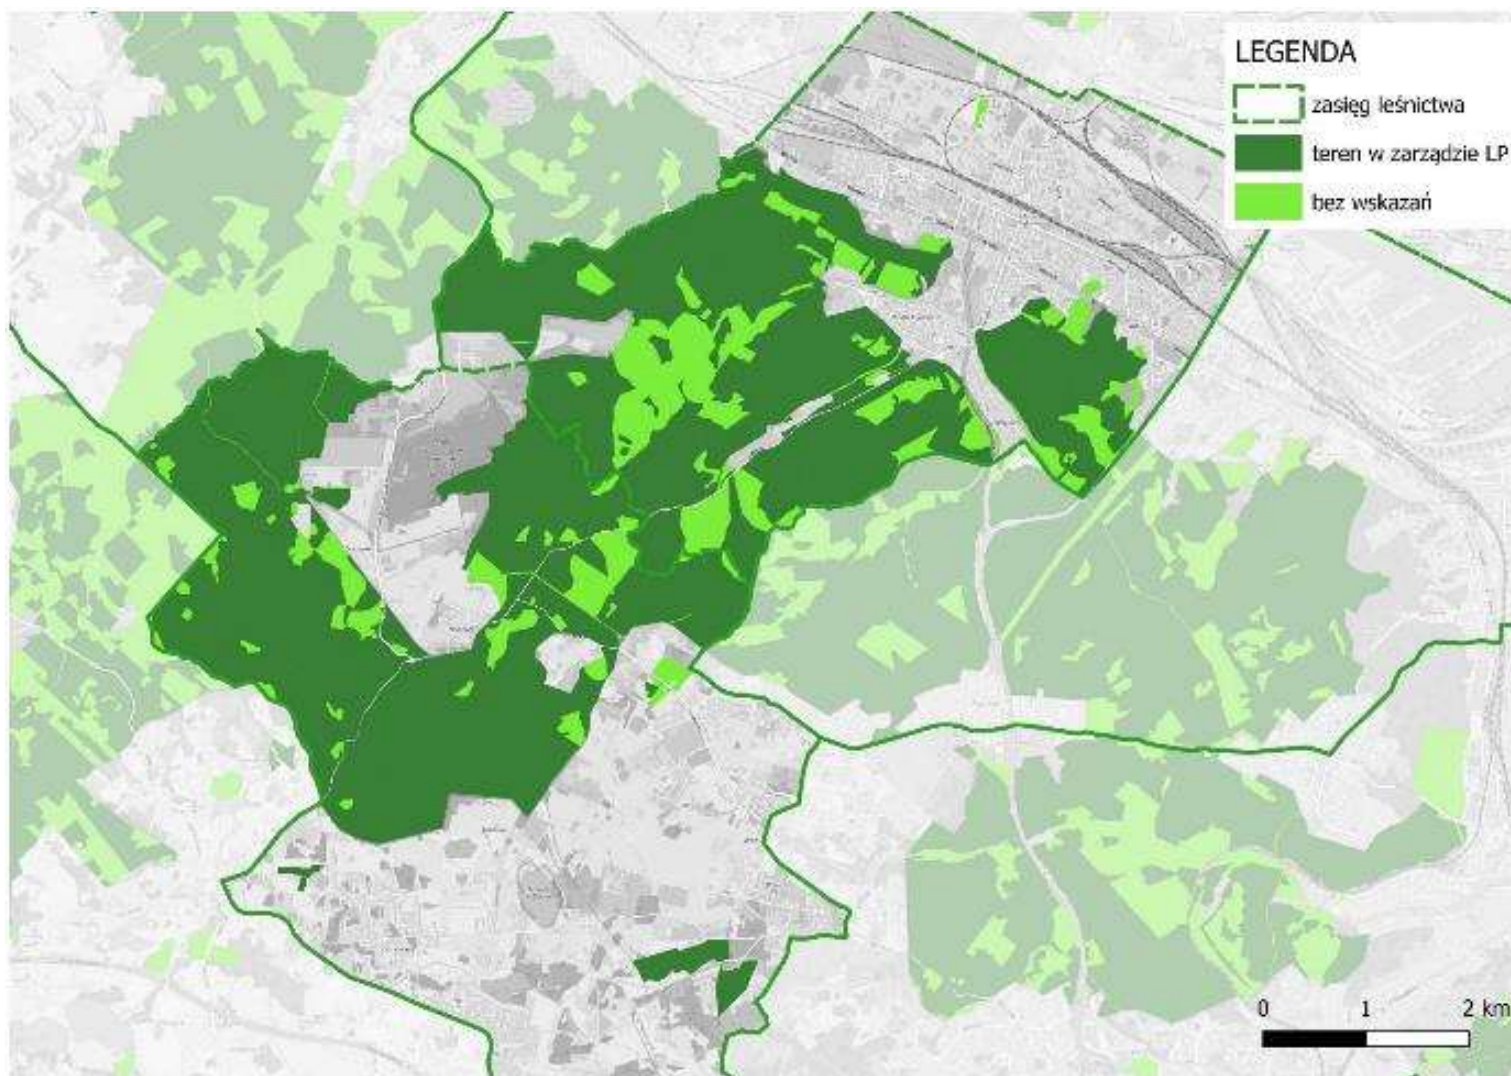 LEGENDA
zasięg leśnictwa
teren w zarządzie LP
bez wskazań
0 1 2 km